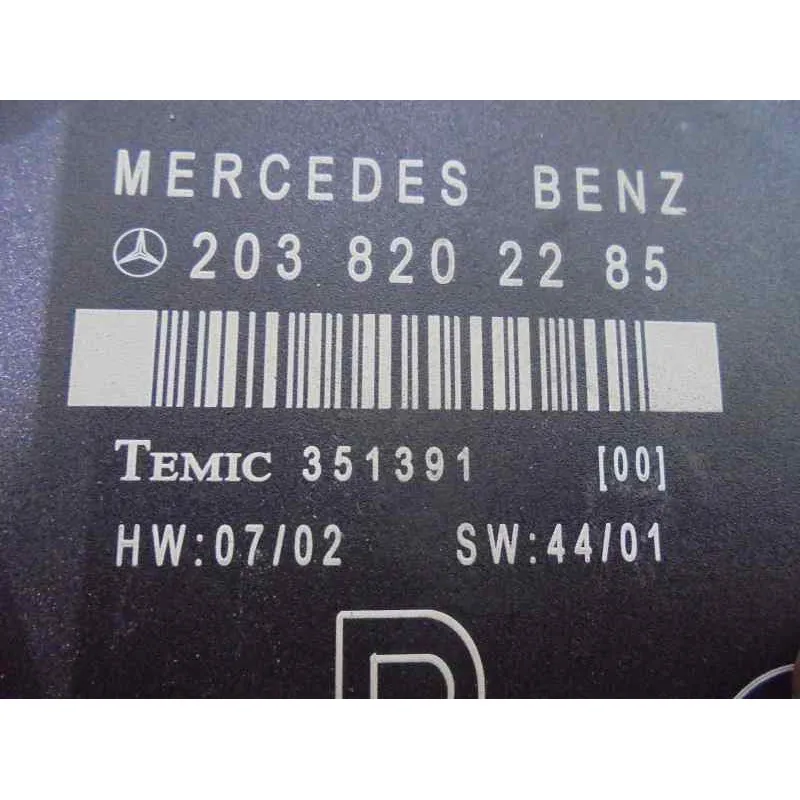 MERCEDES BENZ
203 820 22 85
TEMIC 351391 [00]
HW:07/02 SW:44/01